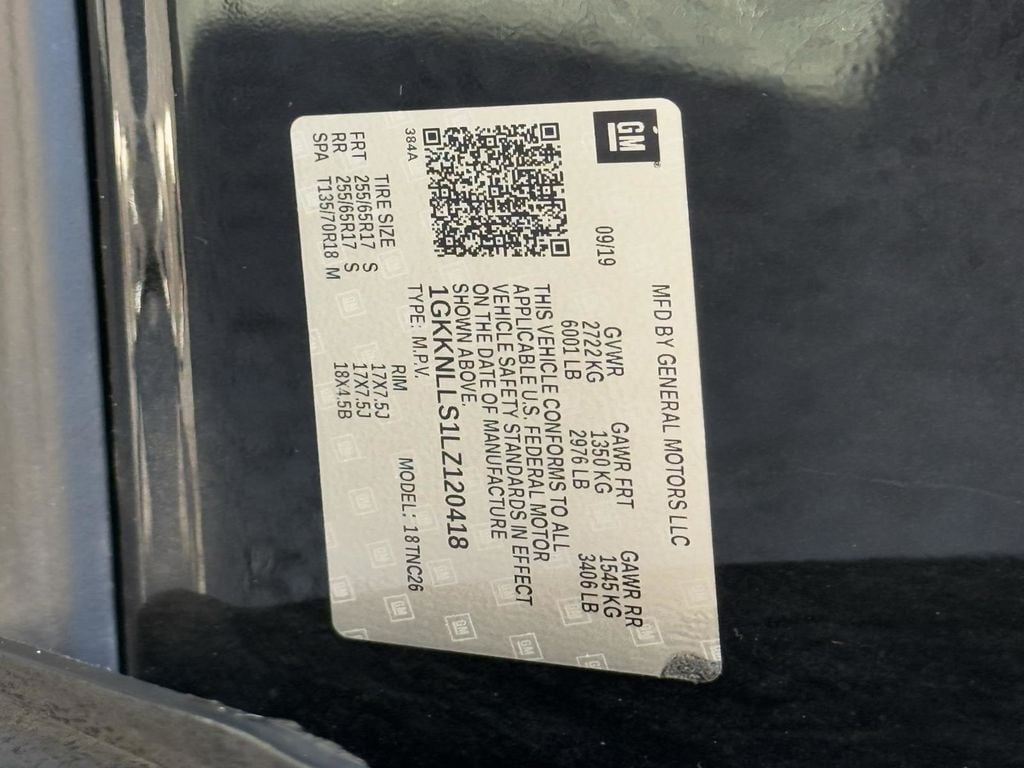 GM
®
MFD BY GENERAL MOTORS LLC
09/19
GVWR GAWR FRT GAWR RR
2722 KG 1350 KG 1545 KG
6001 LB 2976 LB 3406 LB
THIS VEHICLE CONFORMS TO ALL
APPLICABLE U.S. FEDERAL MOTOR
VEHICLE SAFETY STANDARDS IN EFFECT
ON THE DATE OF MANUFACTURE
SHOWN ABOVE.
1GKKNLLS1LZ120418
TYPE: M.P.V. MODEL: 18TNC26
384A
TIRE SIZE RIM
FRT 255/65R17 S 17X7.5J
RR 255/65R17 S 17X7.5J
SPA T135/70R18 M 18X4.5B